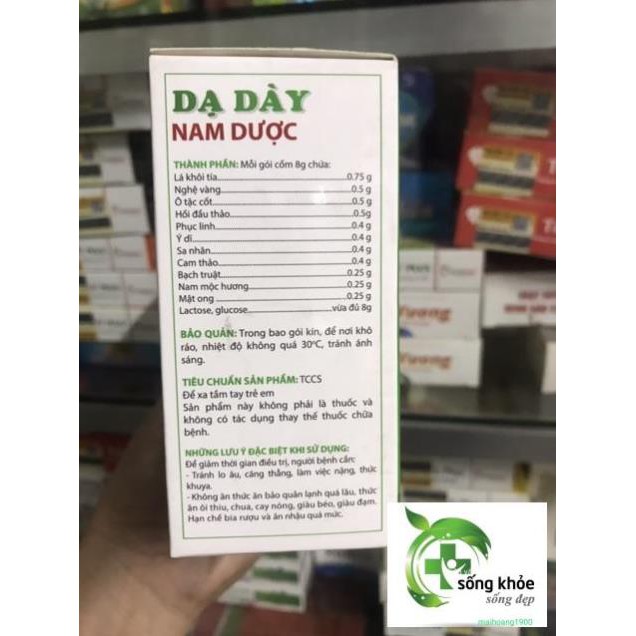 DẠ DÀY
NAM DƯỢC
THÀNH PHẦN: Mỗi gói cốm 8g chứa:
Lá khôi tía 0.75 g
Nghệ vàng 0.5 g
Ô tặc cốt 0.5 g
Hồi đầu thảo 0.5g
Phục linh 0.4 g
Ý dĩ 0.4 g
Sa nhân 0.4 g
Cam thảo 0.4 g
Bạch truật 0.25 g
Nam mộc hương 0.25 g
Mật ong 0.25 g
Lactose, glucose vừa đủ 8g
BẢO QUẢN: Trong bao gói kín, để nơi khô
ráo, nhiệt độ không quá 30°C, tránh ánh
sáng.
TIÊU CHUẨN SẢN PHẨM: TCCS
Để xa tầm tay trẻ em
Sản phẩm này không phải là thuốc và
không có tác dụng thay thế thuốc chữa
bệnh.
NHỮNG LƯU Ý ĐẶC BIỆT KHI SỬ DỤNG:
Để giảm thời gian điều trị, người bệnh cần:
- Tránh lo âu, căng thẳng, làm việc nặng, thức
khuya.
- Không ăn thức ăn bảo quản lạnh quá lâu, thức
ăn ôi thiu, chua, cay nóng, giàu béo, giàu đạm.
Hạn chế bia rượu và ăn nhậu quá mức.
sống khỏe
sống đẹp
maihoang1900